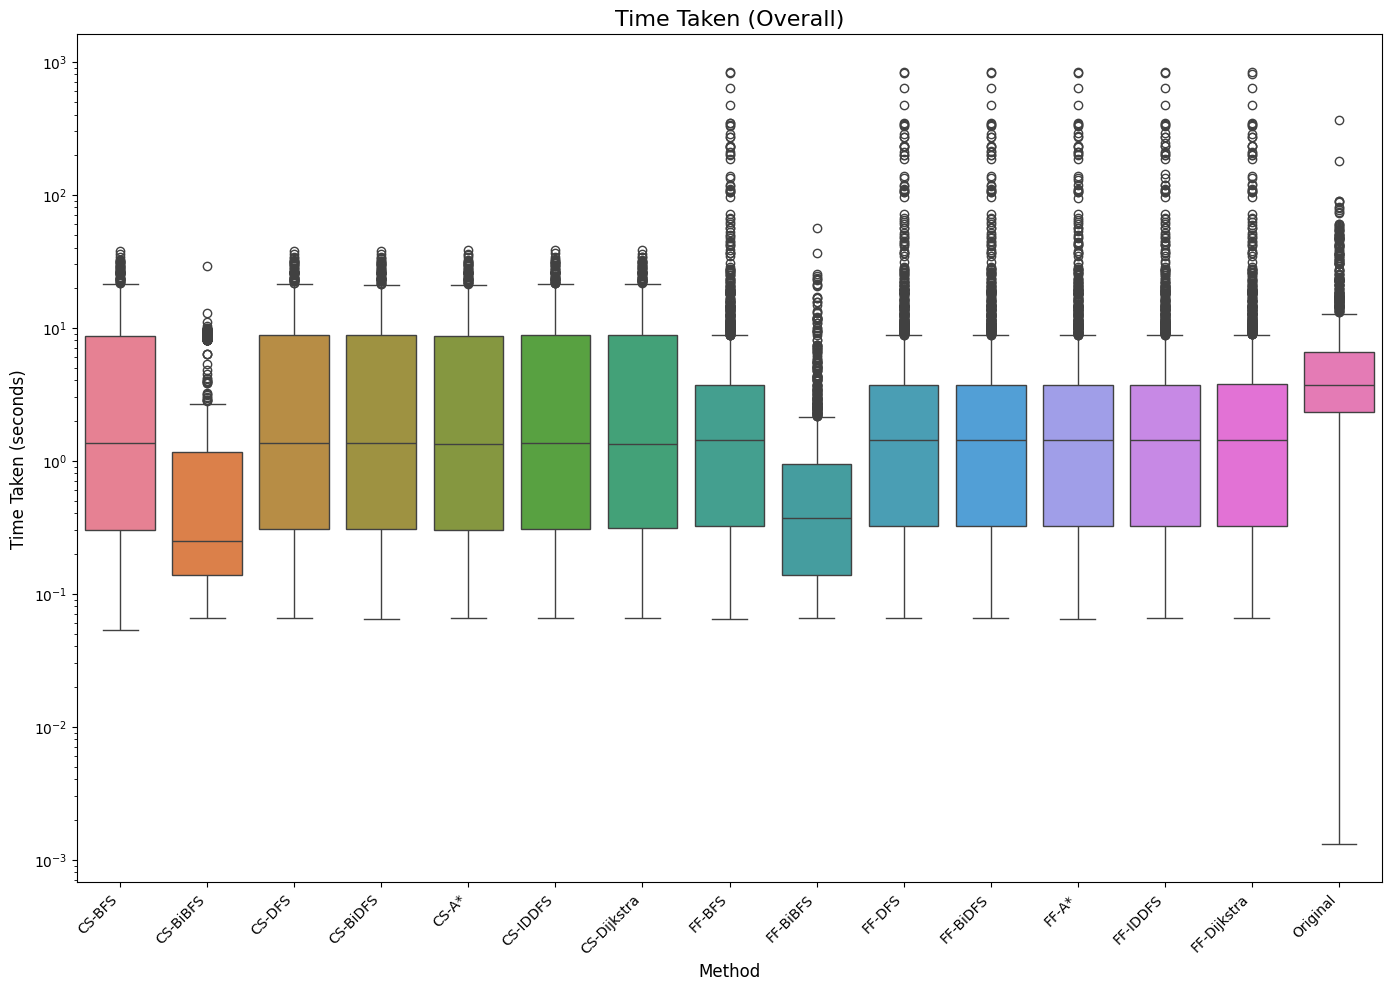 Time Taken (Overall)
Time Taken (seconds)
10³
10²
10¹
10⁰
10⁻¹
10⁻²
10⁻³
CS-BFS
CS-BiBFS
CS-DFS
CS-BiDFS
CS-A*
CS-IDDFS
CS-Dijkstra
FF-BFS
FF-BiBFS
FF-DFS
FF-BiDFS
FF-A*
FF-IDDFS
FF-Dijkstra
Original
Method